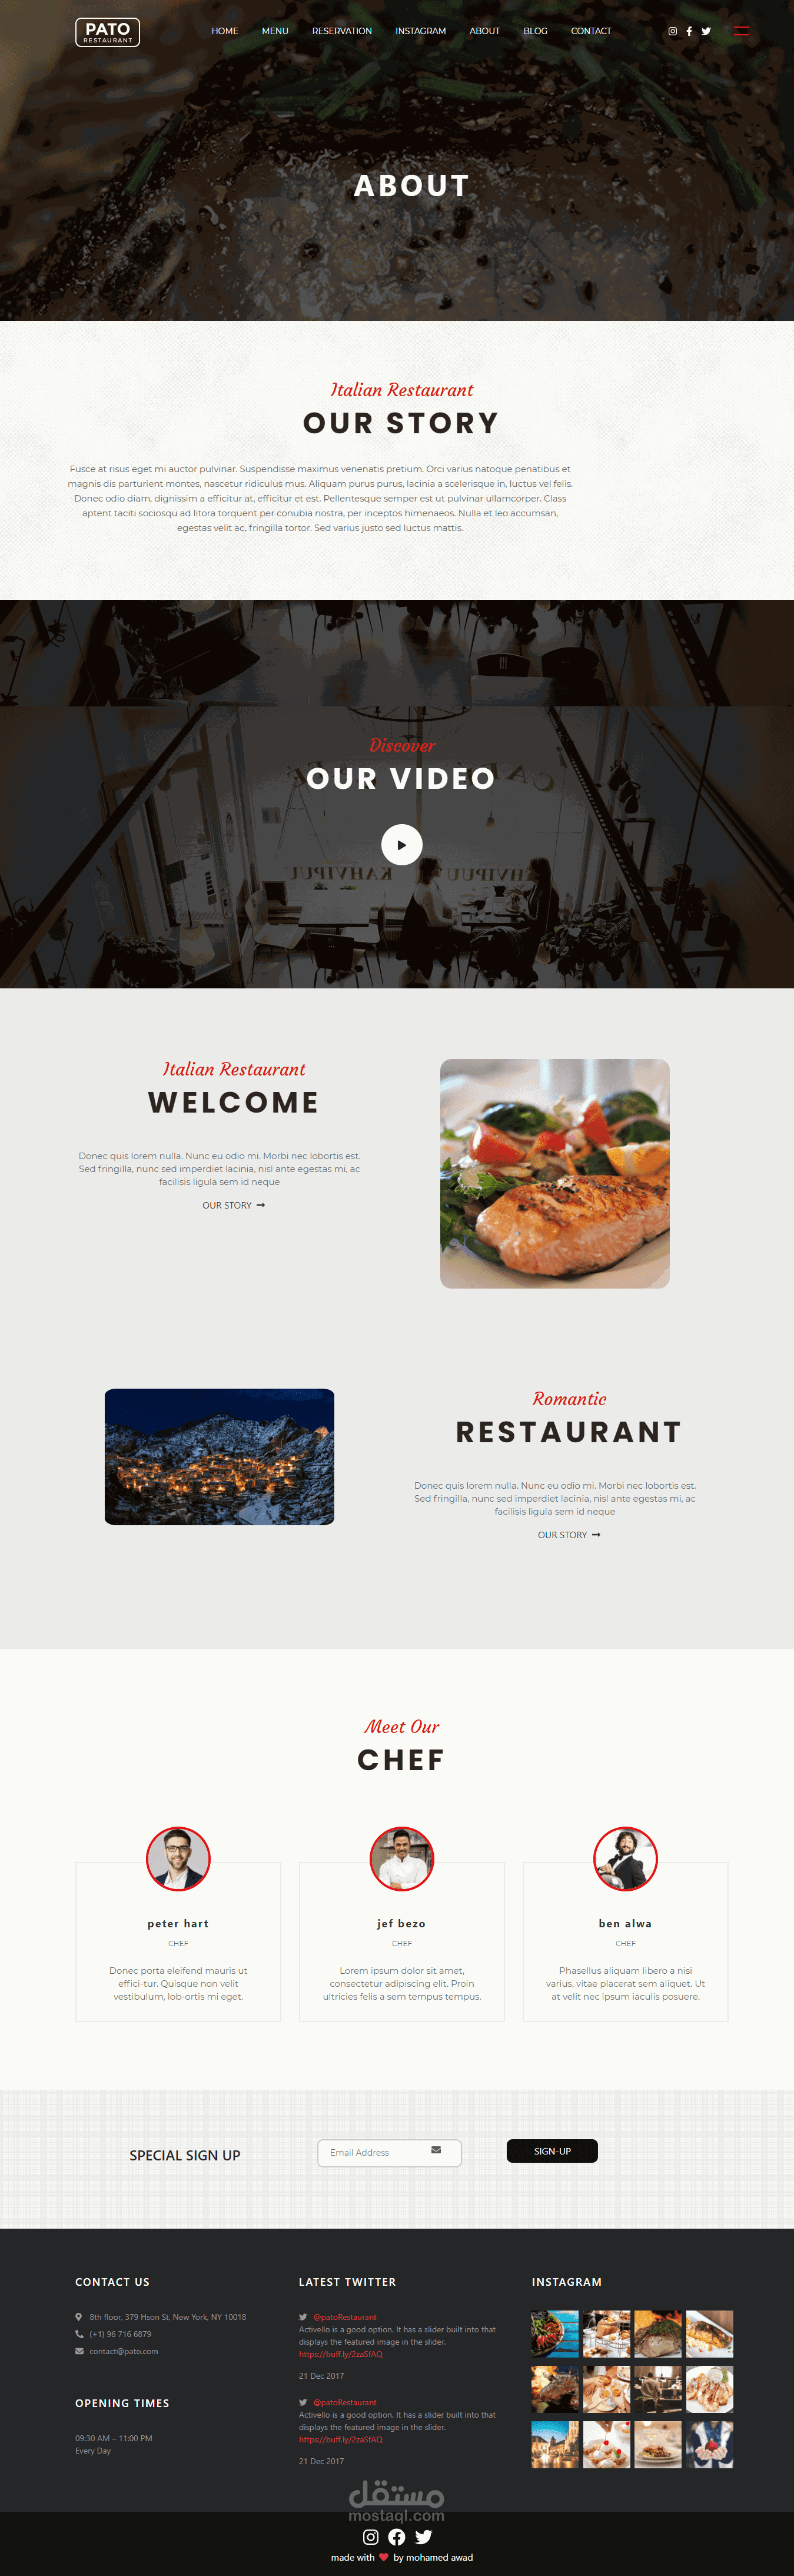 PATO
RESTAURANT
HOME MENU RESERVATION INSTAGRAM ABOUT BLOG CONTACT
ABOUT
Italian Restaurant
OUR STORY
Fusce at risus eget mi auctor pulvinar. Suspendisse maximus venenatis pretium. Orci varius natoque penatibus et
magnis dis parturient montes, nascetur ridiculus mus. Aliquam purus purus, lacinia a scelerisque in, luctus vel felis.
Donec odio diam, dignissim a efficitur at, efficitur et est. Pellentesque semper est ut pulvinar ullamcorper. Class
aptent taciti sociosqu ad litora torquent per conubia nostra, per inceptos himenaeos. Nulla et leo accumsan,
egestas velit ac, fringilla tortor. Sed varius justo sed luctus mattis.
Discover
OUR VIDEO
KAHVIPUU
Italian Restaurant
WELCOME
Donec quis lorem nulla. Nunc eu odio mi. Morbi nec lobortis est.
Sed fringilla, nunc sed imperdiet lacinia, nisl ante egestas mi, ac
facilisis ligula sem id neque
OUR STORY
Romantic
RESTAURANT
Donec quis lorem nulla. Nunc eu odio mi. Morbi nec lobortis est.
Sed fringilla, nunc sed imperdiet lacinia, nisl ante egestas mi, ac
facilisis ligula sem id neque
OUR STORY
Meet Our
CHEF
peter hart
CHEF
Donec porta eleifend mauris ut
effici-tur. Quisque non velit
vestibulum, lob-ortis mi eget.
jef bezo
CHEF
Lorem ipsum dolor sit amet,
consectetur adipiscing elit. Proin
ultricies felis a sem tempus tempus.
ben alwa
CHEF
Phasellus aliquam libero a nisi
varius, vitae placerat sem aliquet. Ut
at velit nec ipsum iaculis posuere.
SPECIAL SIGN UP
Email Address
SIGN-UP
CONTACT US
8th floor, 379 Hson St, New York, NY 10018
(+1) 96 716 6879
contact@pato.com
OPENING TIMES
09:30 AM – 11:00 PM
Every Day
LATEST TWITTER
@patoRestaurant
Activello is a good option. It has a slider built into that
displays the featured image in the slider.
https://buff.ly/2zaSfAQ
21 Dec 2017
@patoRestaurant
Activello is a good option. It has a slider built into that
displays the featured image in the slider.
https://buff.ly/2zaSfAQ
21 Dec 2017
INSTAGRAM
مستقل
mostaql.com
made with by mohamed awad